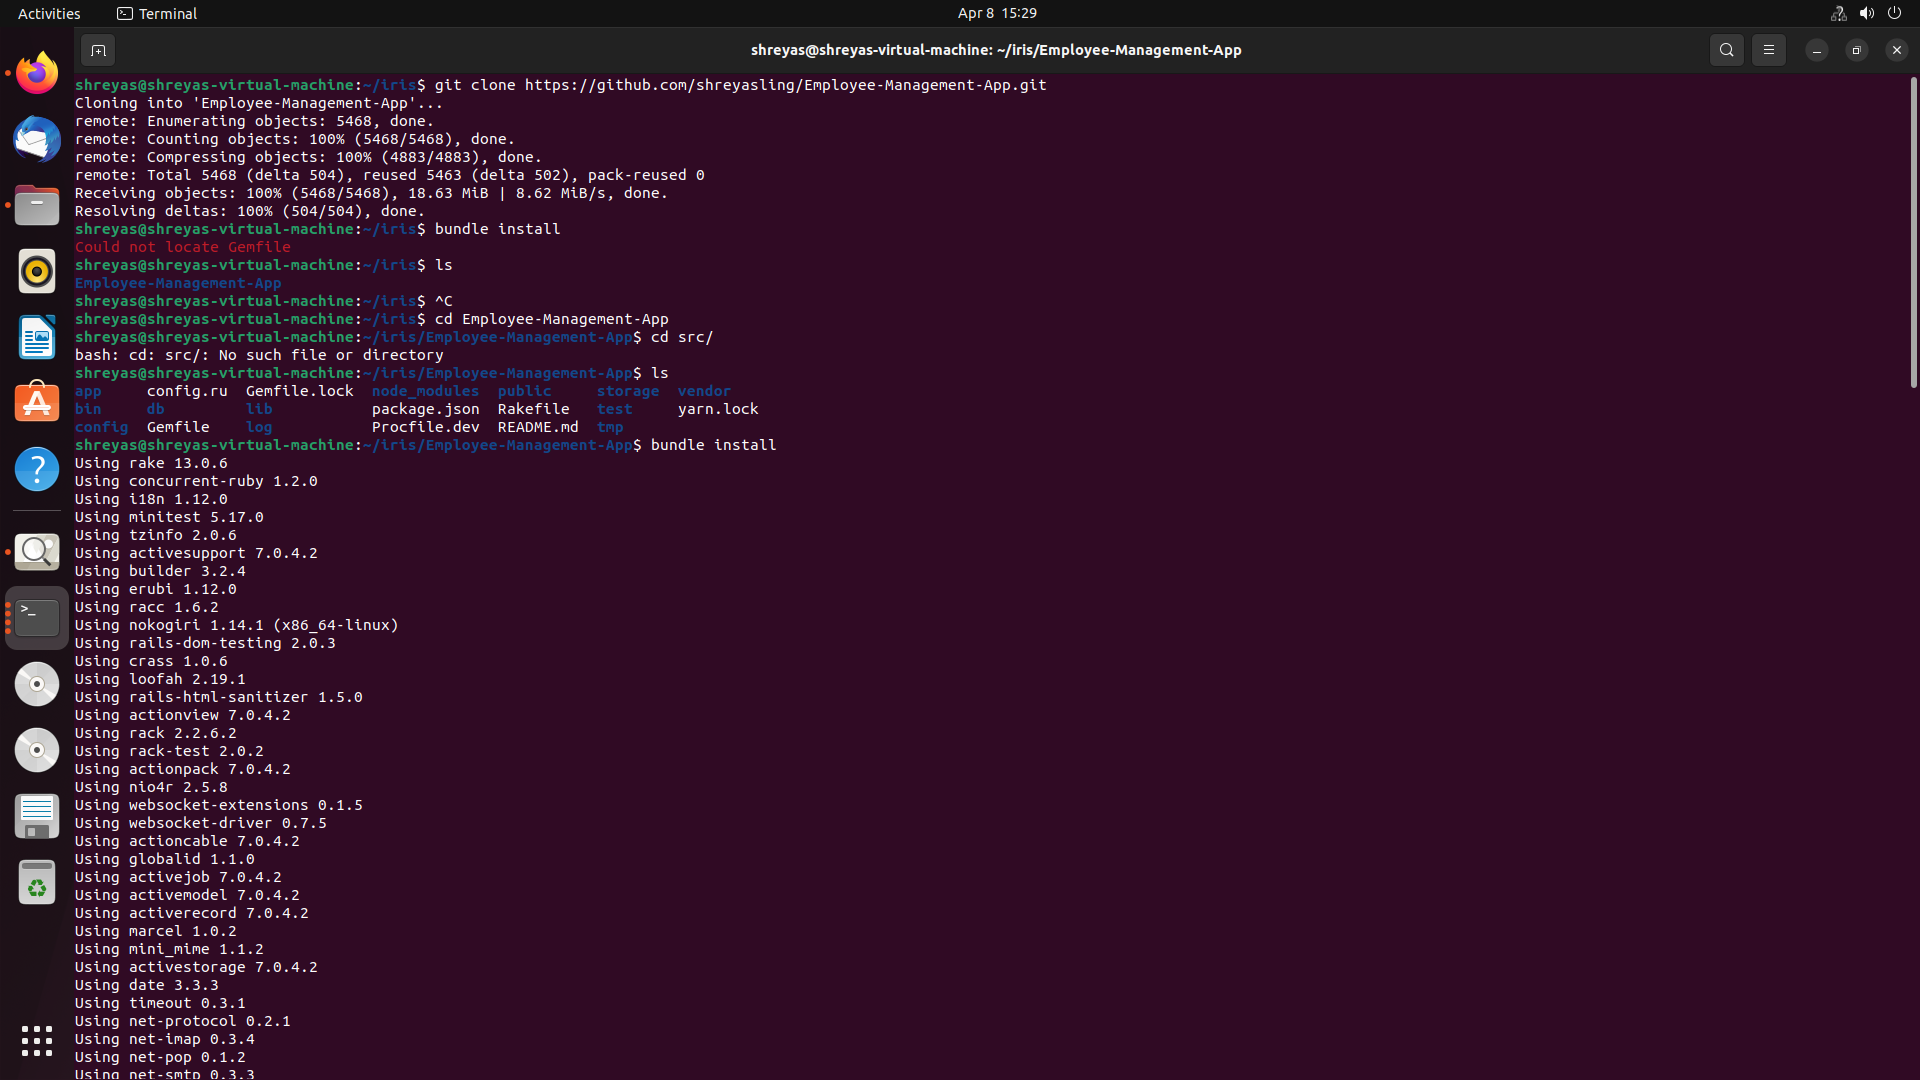 Activities Terminal Apr 8 15:29
shreyas@shreyas-virtual-machine: ~/iris/Employee-Management-App
shreyas@shreyas-virtual-machine:~/iris$ git clone https://github.com/shreyasling/Employee-Management-App.git
Cloning into 'Employee-Management-App'...
remote: Enumerating objects: 5468, done.
remote: Counting objects: 100% (5468/5468), done.
remote: Compressing objects: 100% (4883/4883), done.
remote: Total 5468 (delta 504), reused 5463 (delta 502), pack-reused 0
Receiving objects: 100% (5468/5468), 18.63 MiB | 8.62 MiB/s, done.
Resolving deltas: 100% (504/504), done.
shreyas@shreyas-virtual-machine:~/iris$ bundle install
Could not locate Gemfile
shreyas@shreyas-virtual-machine:~/iris$ ls
Employee-Management-App
shreyas@shreyas-virtual-machine:~/iris$ ^C
shreyas@shreyas-virtual-machine:~/iris$ cd Employee-Management-App
shreyas@shreyas-virtual-machine:~/iris/Employee-Management-App$ cd src/
bash: cd: src/: No such file or directory
shreyas@shreyas-virtual-machine:~/iris/Employee-Management-App$ ls
app config.ru Gemfile.lock node_modules public storage vendor
bin db lib package.json Rakefile test yarn.lock
config Gemfile log Procfile.dev README.md tmp
shreyas@shreyas-virtual-machine:~/iris/Employee-Management-App$ bundle install
Using rake 13.0.6
Using concurrent-ruby 1.2.0
Using i18n 1.12.0
Using minitest 5.17.0
Using tzinfo 2.0.6
Using activesupport 7.0.4.2
Using builder 3.2.4
Using erubi 1.12.0
Using racc 1.6.2
Using nokogiri 1.14.1 (x86_64-linux)
Using rails-dom-testing 2.0.3
Using crass 1.0.6
Using loofah 2.19.1
Using rails-html-sanitizer 1.5.0
Using actionview 7.0.4.2
Using rack 2.2.6.2
Using rack-test 2.0.2
Using actionpack 7.0.4.2
Using nio4r 2.5.8
Using websocket-extensions 0.1.5
Using websocket-driver 0.7.5
Using actioncable 7.0.4.2
Using globalid 1.1.0
Using activejob 7.0.4.2
Using activemodel 7.0.4.2
Using activerecord 7.0.4.2
Using marcel 1.0.2
Using mini_mime 1.1.2
Using activestorage 7.0.4.2
Using date 3.3.3
Using timeout 0.3.1
Using net-protocol 0.2.1
Using net-imap 0.3.4
Using net-pop 0.1.2
Using net-smtp 0.3.3